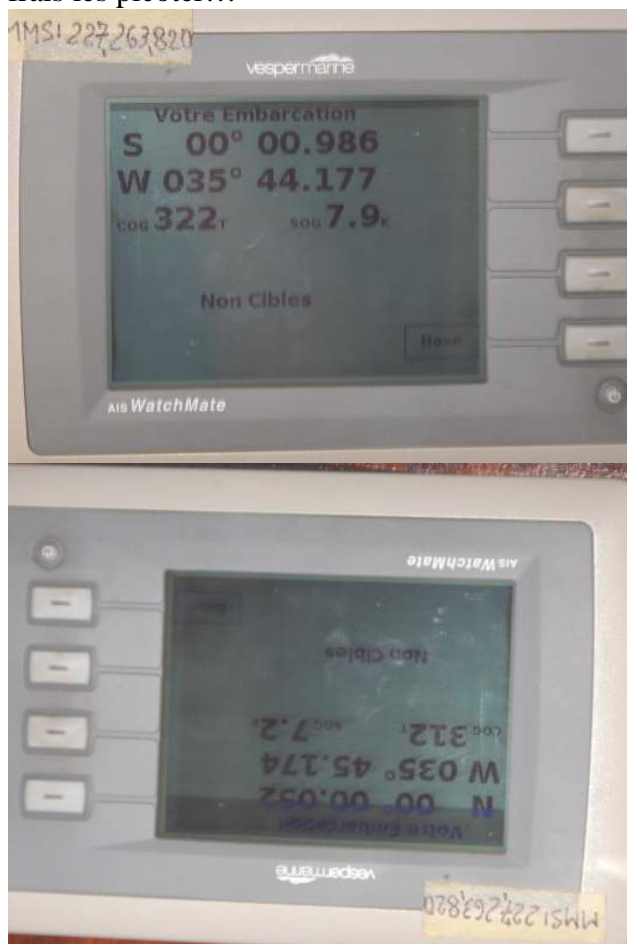 les picoter…
MMSI 227,263,820
vespermarine
Votre Embarcation
S 00° 00.986
W 035° 44.177
COG 322T SOG 7.9K
Non Cibles
Base
AIS WatchMate
MMSI 227,263,820
vespermarine
Votre Embarcation
N 00° 00.052
W 035° 45.174
COG 312T SOG 7.2K
Non Cibles
AIS WatchMate